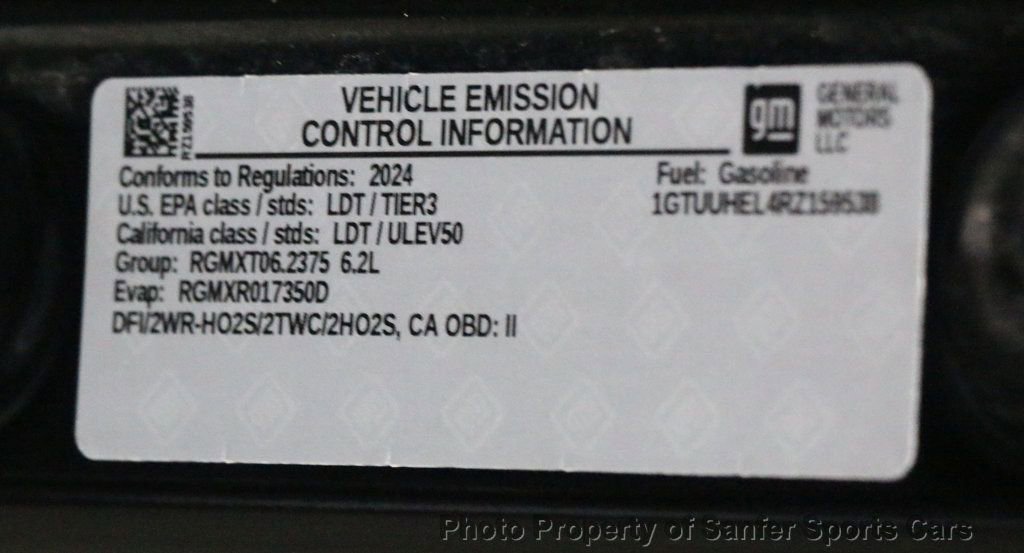 VEHICLE EMISSION
CONTROL INFORMATION
gm
GENERAL
MOTORS
LLC
Conforms to Regulations: 2024
Fuel: Gasoline
U.S. EPA class / stds: LDT / TIER3
California class / stds: LDT / ULEV50
Group: RGMXT06.2375 6.2L
Evap: RGMXR017350D
DFI/2WR-HO2S/2TWC/2HO2S, CA OBD: II
Photo Property of Sanfer Sports Cars